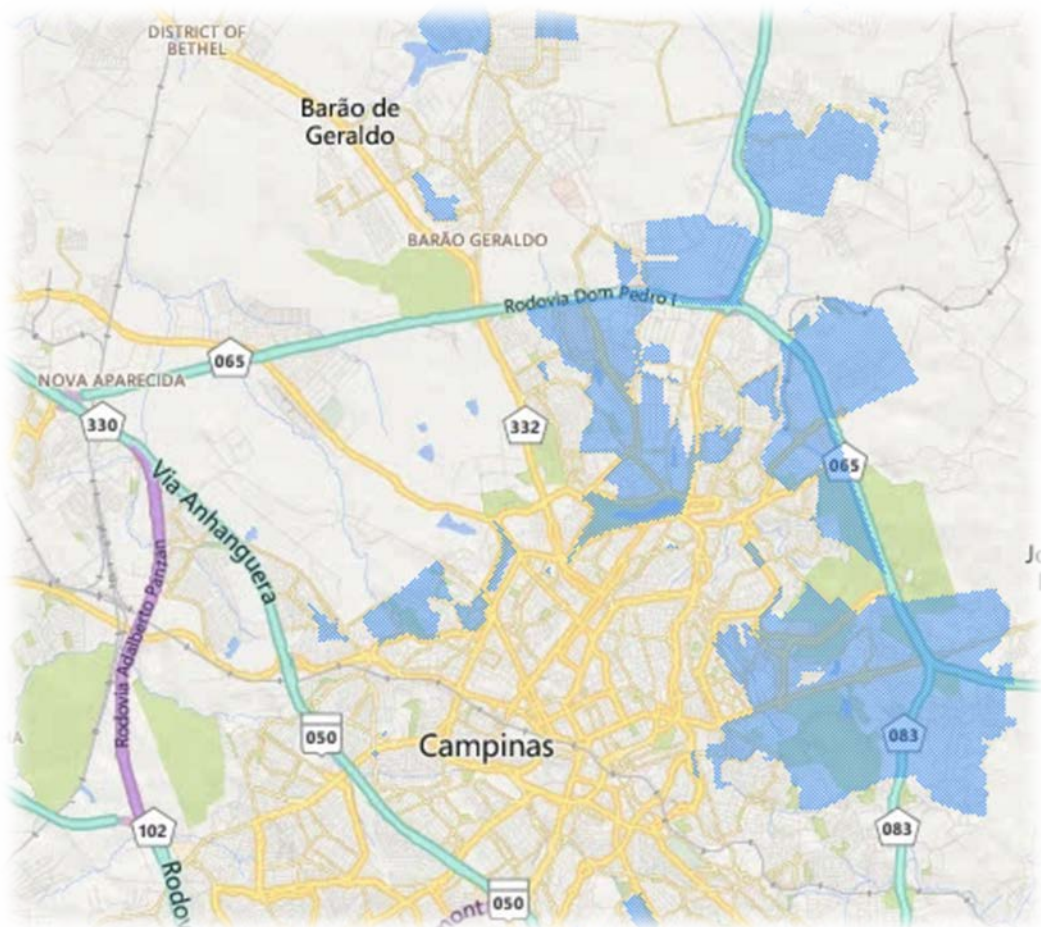 DISTRICT OF
BETHEL
Barão de
Geraldo
BARÃO GERALDO
Rodovia Dom Pedro I
065
NOVA APARECIDA
330
332
Via Anhanguera
065
Rodovia Adalberto Panzan
050
Campinas
083
102
083
050